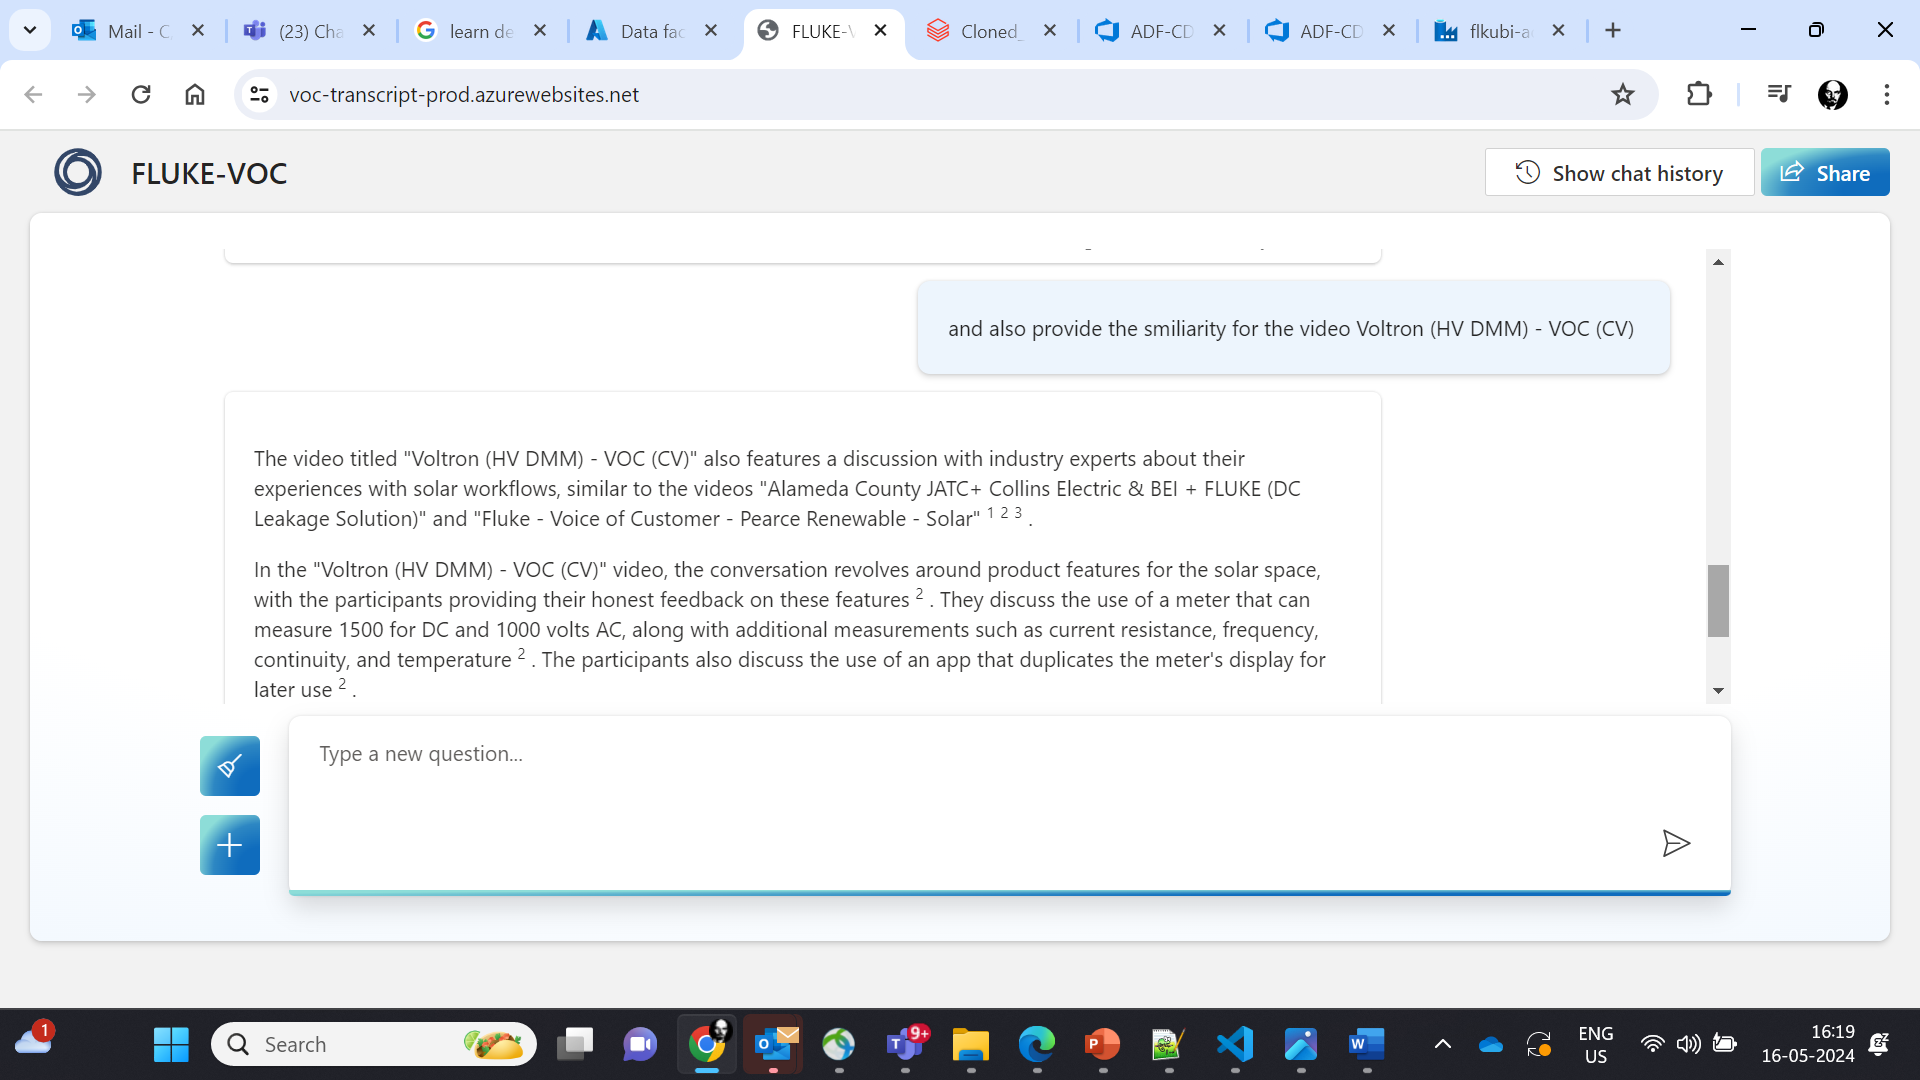 Mail - C
(23) Cha
learn de
Data fac
FLUKE-V
Cloned_
ADF-CD
ADF-CD
flkubi-a
voc-transcript-prod.azurewebsites.net
FLUKE-VOC
Show chat history
Share
and also provide the smiliarity for the video Voltron (HV DMM) - VOC (CV)
The video titled "Voltron (HV DMM) - VOC (CV)" also features a discussion with industry experts about their
experiences with solar workflows, similar to the videos "Alameda County JATC+ Collins Electric & BEI + FLUKE (DC
Leakage Solution)" and "Fluke - Voice of Customer - Pearce Renewable - Solar" 1 2 3 .
In the "Voltron (HV DMM) - VOC (CV)" video, the conversation revolves around product features for the solar space,
with the participants providing their honest feedback on these features 2 . They discuss the use of a meter that can
measure 1500 for DC and 1000 volts AC, along with additional measurements such as current resistance, frequency,
continuity, and temperature 2 . The participants also discuss the use of an app that duplicates the meter's display for
later use 2 .
Type a new question...
1
Search
9+
ENG
US
16:19
16-05-2024